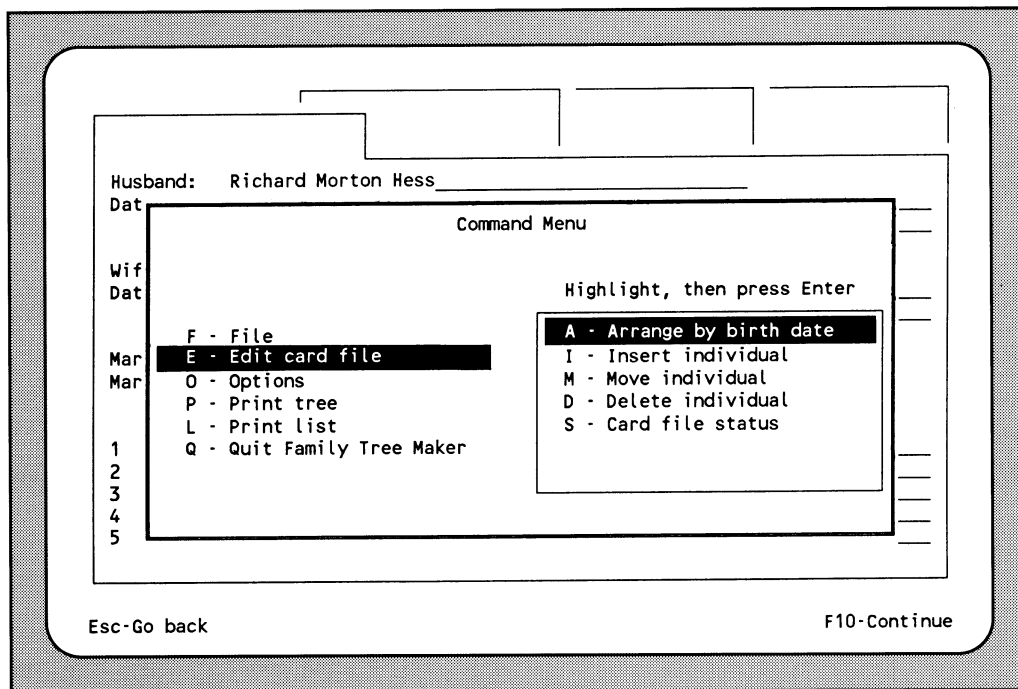 Husband: Richard Morton Hess
Dat
Command Menu
Wif
Dat
Highlight, then press Enter
F - File
E - Edit card file
O - Options
P - Print tree
L - Print list
Q - Quit Family Tree Maker
A - Arrange by birth date
I - Insert individual
M - Move individual
D - Delete individual
S - Card file status
Mar
Mar
1
2
3
4
5
Esc-Go back
F10-Continue